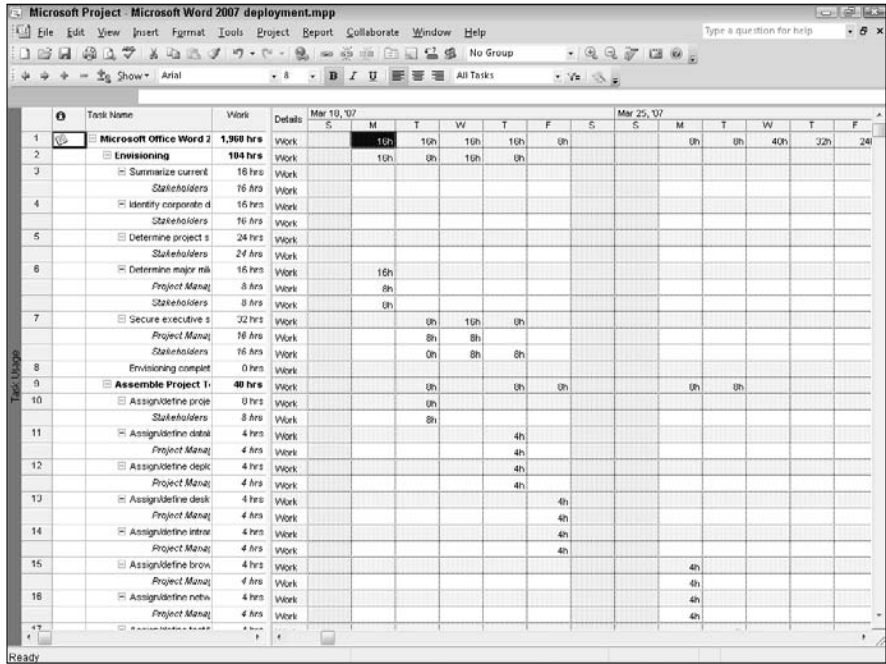 Microsoft Project - Microsoft Word 2007 deployment.mpp
File Edit View Insert Format Tools Project Report Collaborate Window Help Type a question for help
No Group
Show Arial 8 B I U All Tasks
Task Name Work Details Mar 18, '07 Mar 25, '07
S M T W T F S S M T W T F
1 Microsoft Office Word 2 1,968 hrs Work 16h 16h 16h 16h 8h 8h 8h 40h 32h 24h
2 Envisioning 104 hrs Work 16h 8h 16h 8h
3 Summarize current 16 hrs Work
Stakeholders 16 hrs Work
4 Identify corporate d 16 hrs Work
Stakeholders 16 hrs Work
5 Determine project s 24 hrs Work
Stakeholders 24 hrs Work
6 Determine major mil 16 hrs Work 16h
Project Manag 8 hrs Work 8h
Stakeholders 8 hrs Work 8h
7 Secure executive s 32 hrs Work 8h 16h 8h
Project Manag 16 hrs Work 8h 8h
Stakeholders 16 hrs Work 0h 8h 8h
8 Envisioning complet 0 hrs Work
9 Assemble Project T 40 hrs Work 8h 8h 8h 8h 8h
10 Assign/define proje 8 hrs Work 8h
Stakeholders 8 hrs Work 8h
11 Assign/define datab 4 hrs Work 4h
Project Manag 4 hrs Work 4h
12 Assign/define deplo 4 hrs Work 4h
Project Manag 4 hrs Work 4h
13 Assign/define desk 4 hrs Work 4h
Project Manag 4 hrs Work 4h
14 Assign/define intrar 4 hrs Work 4h
Project Manag 4 hrs Work 4h
15 Assign/define brow 4 hrs Work 4h
Project Manag 4 hrs Work 4h
16 Assign/define netw 4 hrs Work 4h
Project Manag 4 hrs Work 4h
Task Usage
Ready